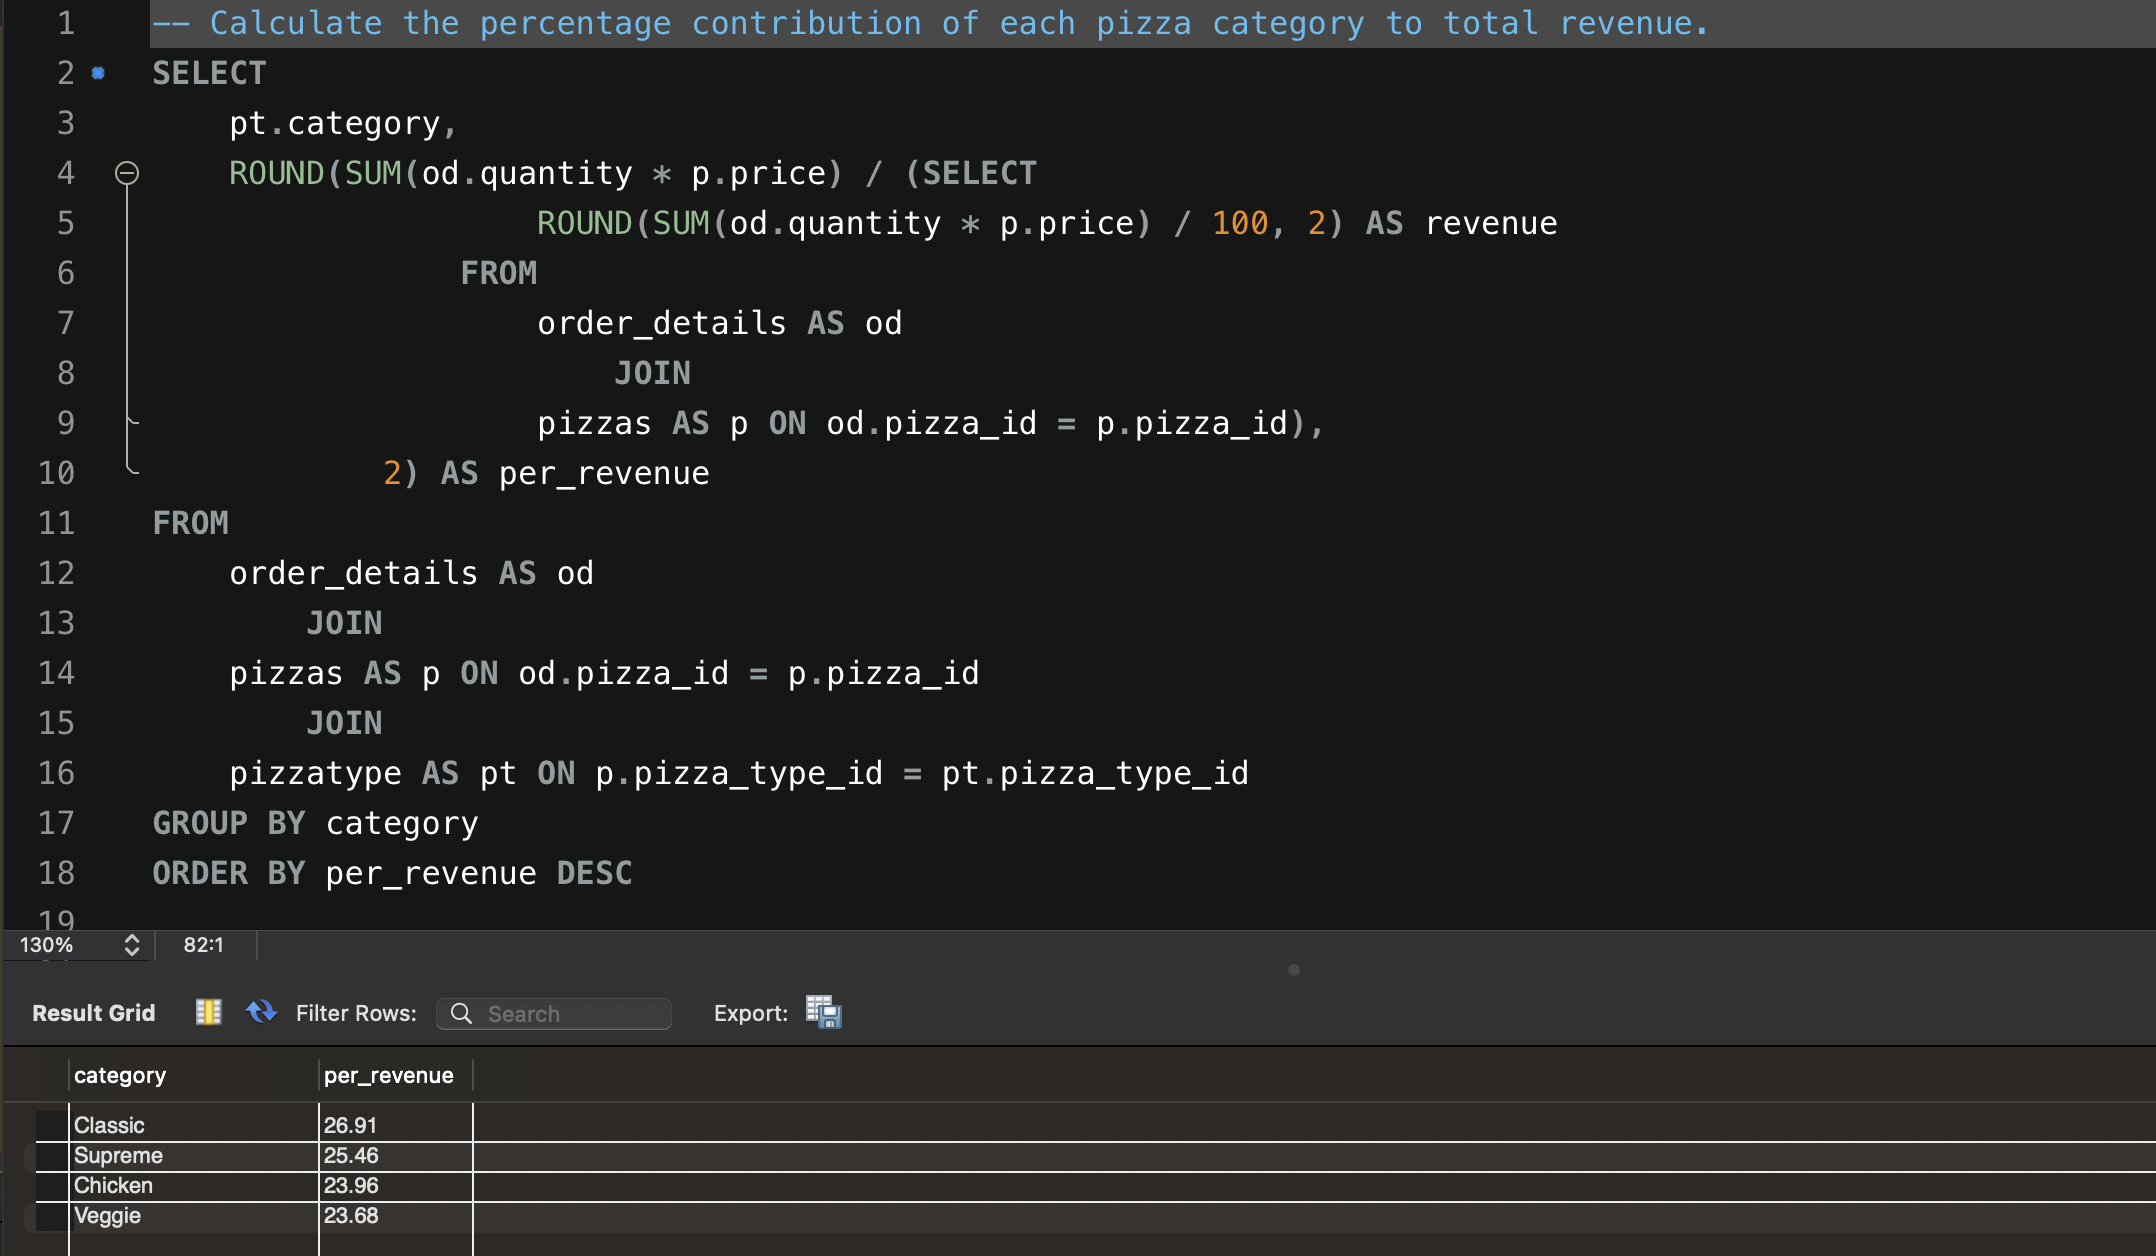 1 -- Calculate the percentage contribution of each pizza category to total revenue.
2 SELECT
3 pt.category,
4 ROUND(SUM(od.quantity * p.price) / (SELECT
5 ROUND(SUM(od.quantity * p.price) / 100, 2) AS revenue
6 FROM
7 order_details AS od
8 JOIN
9 pizzas AS p ON od.pizza_id = p.pizza_id),
10 2) AS per_revenue
11 FROM
12 order_details AS od
13 JOIN
14 pizzas AS p ON od.pizza_id = p.pizza_id
15 JOIN
16 pizzatype AS pt ON p.pizza_type_id = pt.pizza_type_id
17 GROUP BY category
18 ORDER BY per_revenue DESC
19
130% 82:1
Result Grid Filter Rows: Search Export:
category per_revenue
Classic 26.91
Supreme 25.46
Chicken 23.96
Veggie 23.68